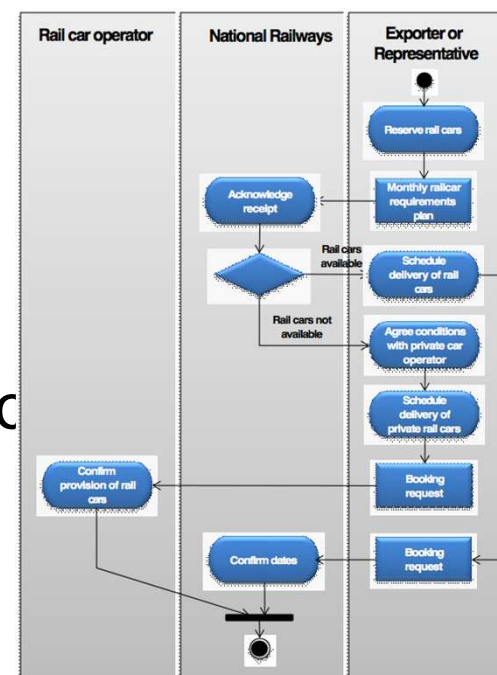 Rail car operator
National Railways
Exporter or
Representative
Reserve rail cars
Acknowledge
receipt
Monthly railcar
requirements
plan
Rail cars
available
Schedule
delivery of rail
cars
Rail cars not
available
Agree conditions
with private car
operator
Schedule
delivery of
private rail cars
Confirm
provision of rail
cars
Booking
request
Confirm dates
Booking
request